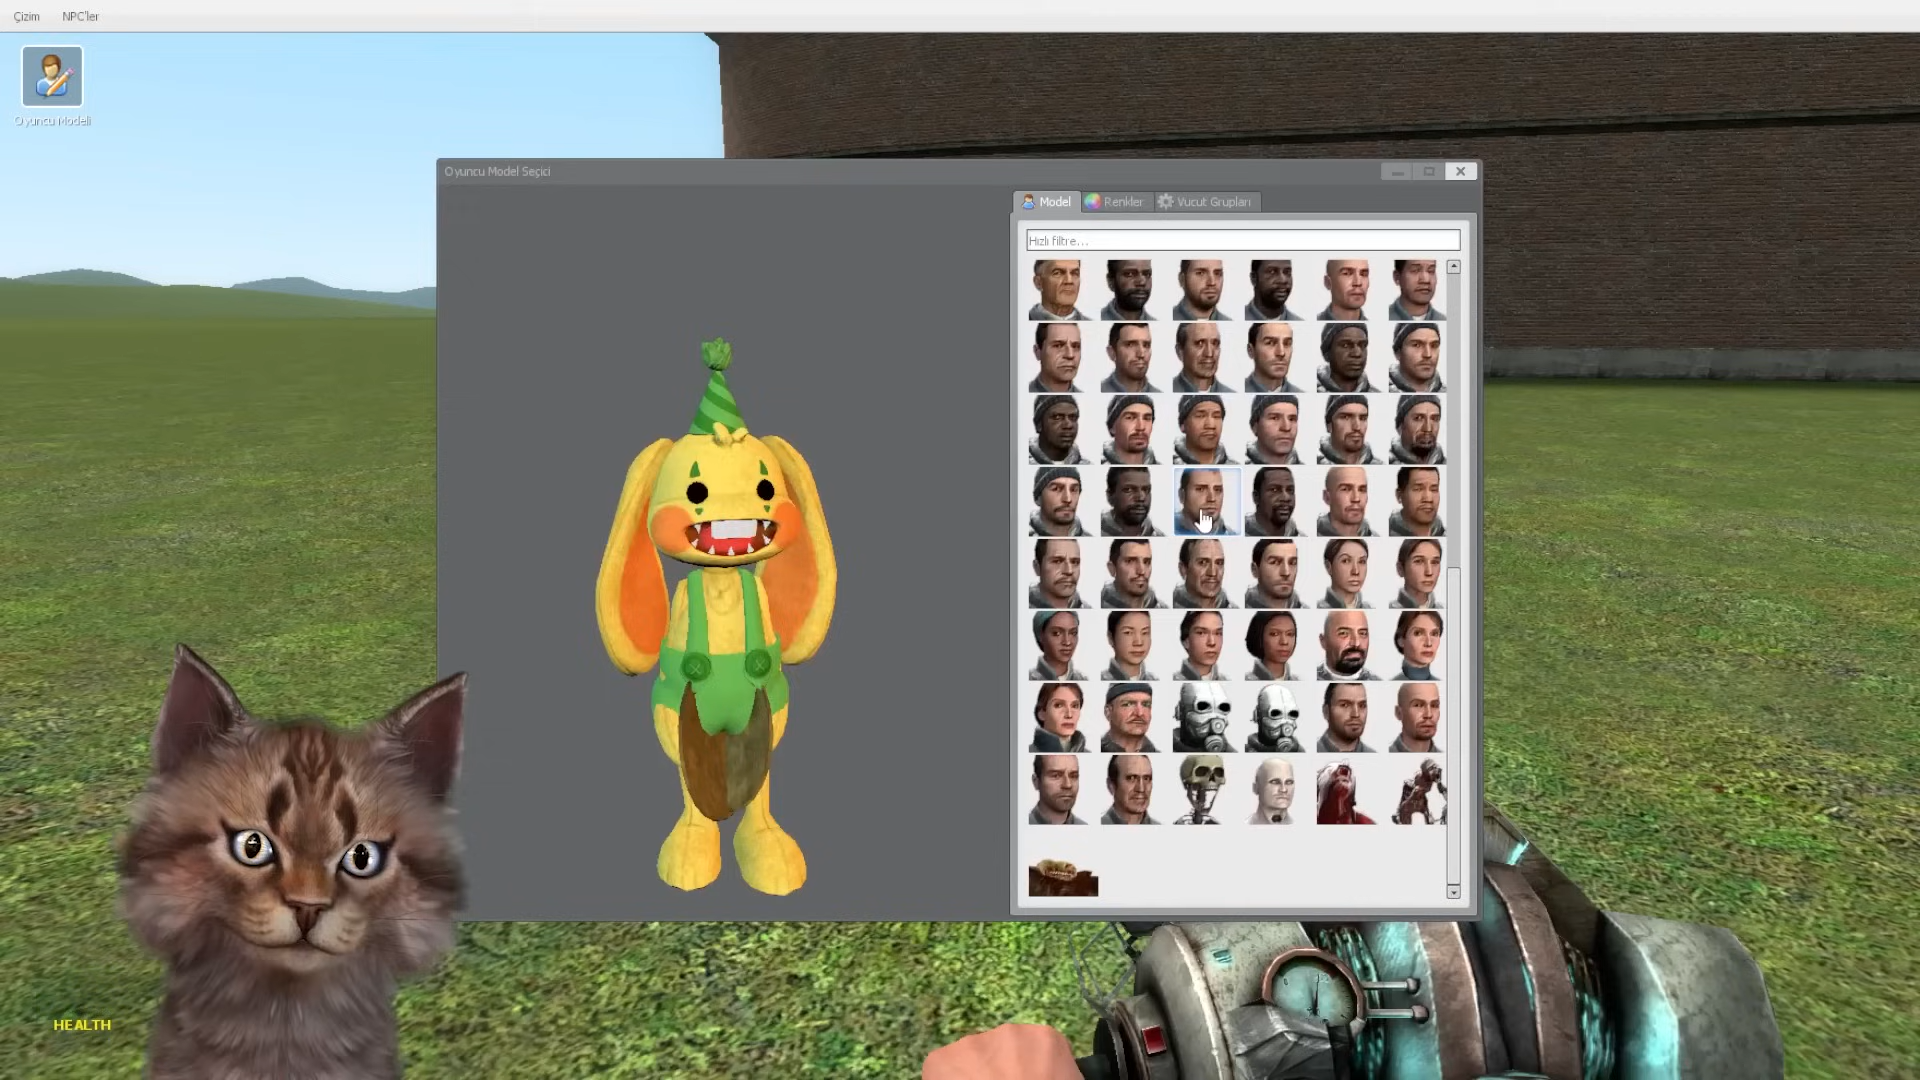 Çizim NPC'ler
Oyuncu Modeli
Oyuncu Model Seçici
Model Renkler Vucut Grupları
Hızlı filtre...
HEALTH